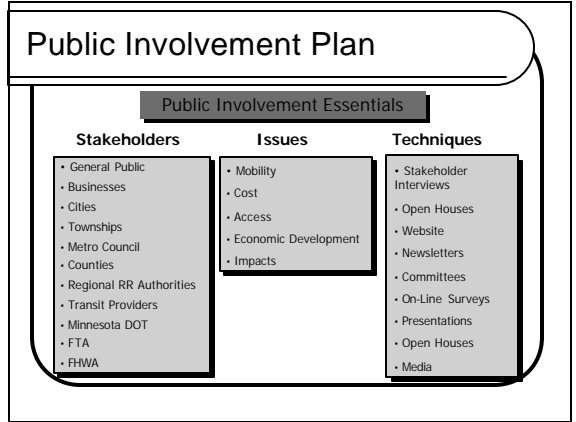 Public Involvement Plan
Public Involvement Essentials
Stakeholders
• General Public
• Businesses
• Cities
• Townships
• Metro Council
• Counties
• Regional RR Authorities
• Transit Providers
• Minnesota DOT
• FTA
• FHWA
Issues
• Mobility
• Cost
• Access
• Economic Development
• Impacts
Techniques
• Stakeholder
Interviews
• Open Houses
• Website
• Newsletters
• Committees
• On-Line Surveys
• Presentations
• Open Houses
• Media